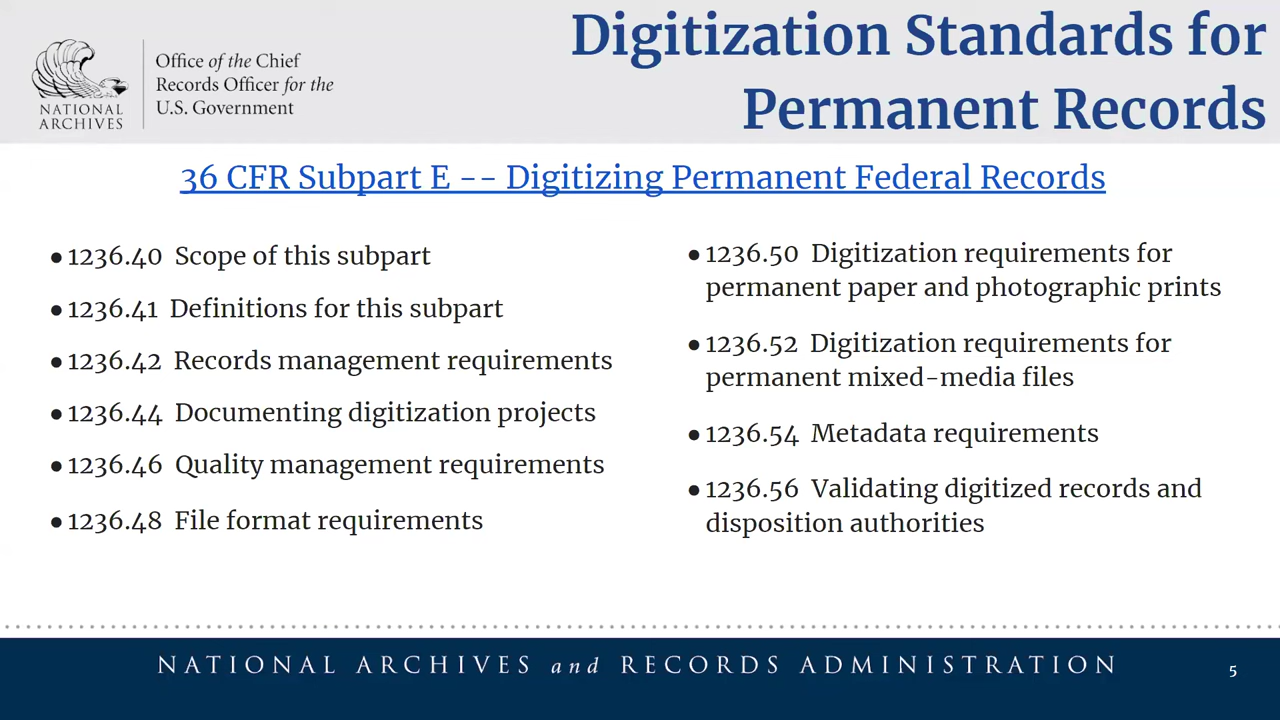 NATIONAL
ARCHIVES
Office of the Chief
Records Officer for the
U.S. Government
Digitization Standards for
Permanent Records
36 CFR Subpart E -- Digitizing Permanent Federal Records
●1236.40 Scope of this subpart
●1236.41 Definitions for this subpart
●1236.42 Records management requirements
●1236.44 Documenting digitization projects
●1236.46 Quality management requirements
●1236.48 File format requirements
●1236.50 Digitization requirements for
permanent paper and photographic prints
●1236.52 Digitization requirements for
permanent mixed-media files
●1236.54 Metadata requirements
●1236.56 Validating digitized records and
disposition authorities
NATIONAL ARCHIVES and RECORDS ADMINISTRATION
5